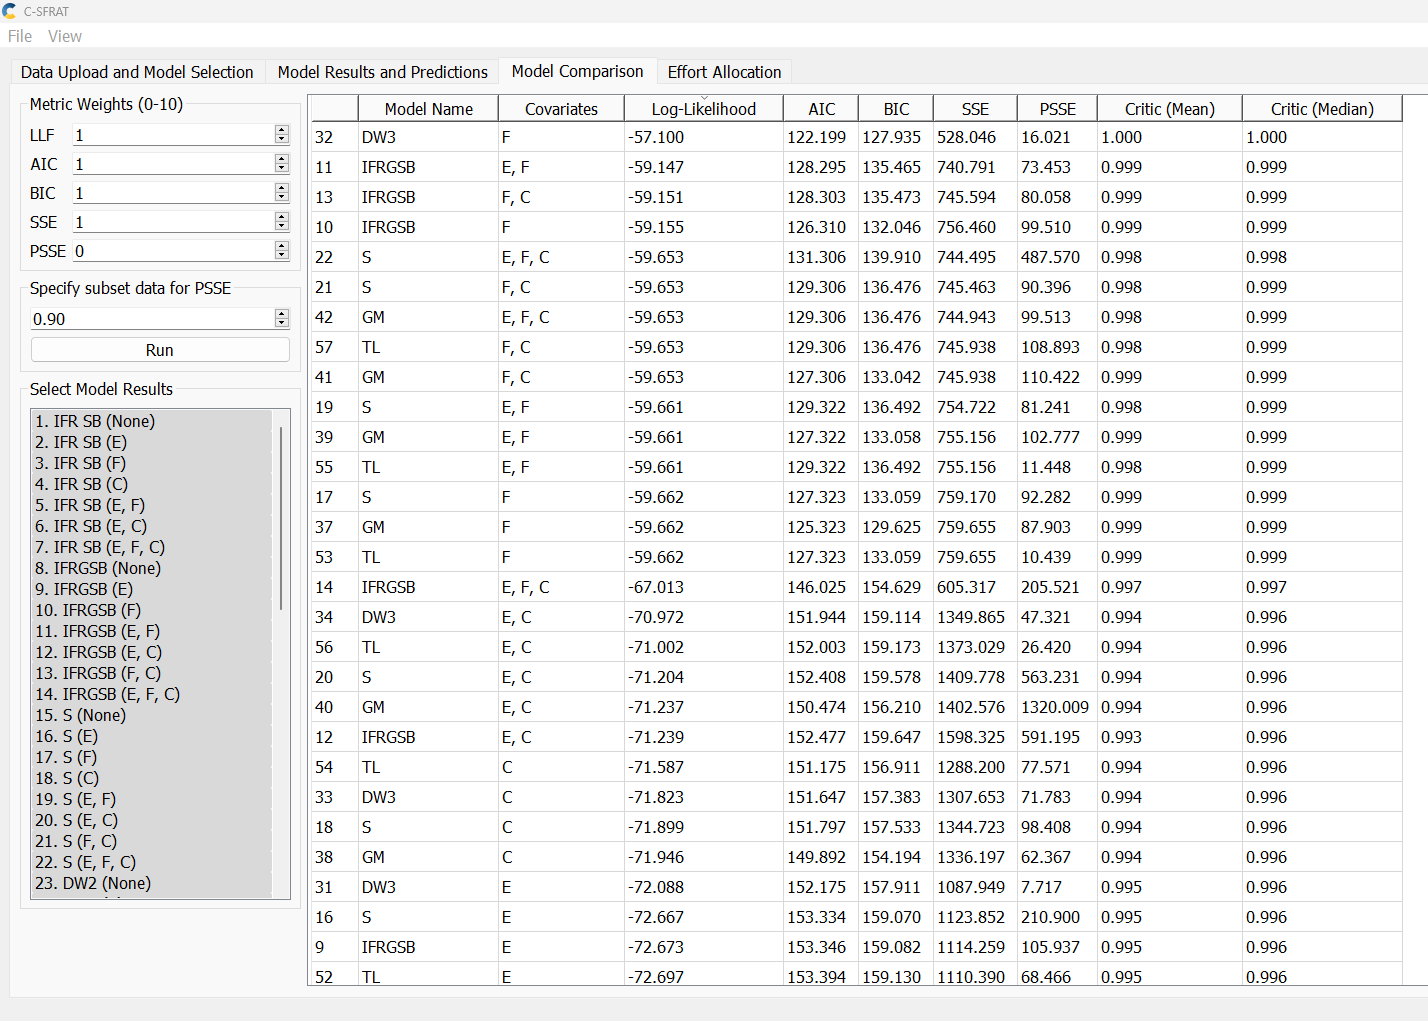 C-SFRAT
File View
Data Upload and Model Selection Model Results and Predictions Model Comparison Effort Allocation
Metric Weights (0-10)
LLF 1
AIC 1
BIC 1
SSE 1
PSSE 0
Specify subset data for PSSE
0.90
Run
Select Model Results
1. IFR SB (None)
2. IFR SB (E)
3. IFR SB (F)
4. IFR SB (C)
5. IFR SB (E, F)
6. IFR SB (E, C)
7. IFR SB (E, F, C)
8. IFRGSB (None)
9. IFRGSB (E)
10. IFRGSB (F)
11. IFRGSB (E, F)
12. IFRGSB (E, C)
13. IFRGSB (F, C)
14. IFRGSB (E, F, C)
15. S (None)
16. S (E)
17. S (F)
18. S (C)
19. S (E, F)
20. S (E, C)
21. S (F, C)
22. S (E, F, C)
23. DW2 (None)
Model Name Covariates Log-Likelihood AIC BIC SSE PSSE Critic (Mean) Critic (Median)
32 DW3 F -57.100 122.199 127.935 528.046 16.021 1.000 1.000
11 IFRGSB E, F -59.147 128.295 135.465 740.791 73.453 0.999 0.999
13 IFRGSB F, C -59.151 128.303 135.473 745.594 80.058 0.999 0.999
10 IFRGSB F -59.155 126.310 132.046 756.460 99.510 0.999 0.999
22 S E, F, C -59.653 131.306 139.910 744.495 487.570 0.998 0.999
21 S F, C -59.653 129.306 136.476 745.463 90.396 0.998 0.999
42 GM E, F, C -59.653 129.306 136.476 744.943 99.513 0.998 0.999
57 TL F, C -59.653 129.306 136.476 745.938 108.893 0.998 0.999
41 GM F, C -59.653 127.306 133.042 745.938 110.422 0.999 0.999
19 S E, F -59.661 129.322 136.492 754.722 81.241 0.998 0.999
39 GM E, F -59.661 127.322 133.058 755.156 102.777 0.999 0.999
55 TL E, F -59.661 129.322 136.492 755.156 11.448 0.998 0.999
17 S F -59.662 127.323 133.059 759.170 92.282 0.999 0.999
37 GM F -59.662 125.323 129.625 759.655 87.903 0.999 0.999
53 TL F -59.662 127.323 133.059 759.655 10.439 0.999 0.999
14 IFRGSB E, F, C -67.013 146.025 154.629 605.317 205.521 0.997 0.997
34 DW3 E, C -70.972 151.944 159.114 1349.865 47.321 0.994 0.996
56 TL E, C -71.002 152.003 159.173 1373.029 26.420 0.994 0.996
20 S E, C -71.204 152.408 159.578 1409.778 563.231 0.994 0.996
40 GM E, C -71.237 150.474 156.210 1402.576 1320.009 0.994 0.996
12 IFRGSB E, C -71.239 152.477 159.647 1598.325 591.195 0.993 0.996
54 TL C -71.587 151.175 156.911 1288.200 77.571 0.994 0.996
33 DW3 C -71.823 151.647 157.383 1307.653 71.783 0.994 0.996
18 S C -71.899 151.797 157.533 1344.723 98.408 0.994 0.996
38 GM C -71.946 149.892 154.194 1336.197 62.367 0.994 0.996
31 DW3 E -72.088 152.175 157.911 1087.949 7.717 0.995 0.996
16 S E -72.667 153.334 159.070 1123.852 210.900 0.995 0.996
9 IFRGSB E -72.673 153.346 159.082 1114.259 105.937 0.995 0.996
52 TL E -72.697 153.394 159.130 1110.390 68.466 0.995 0.996